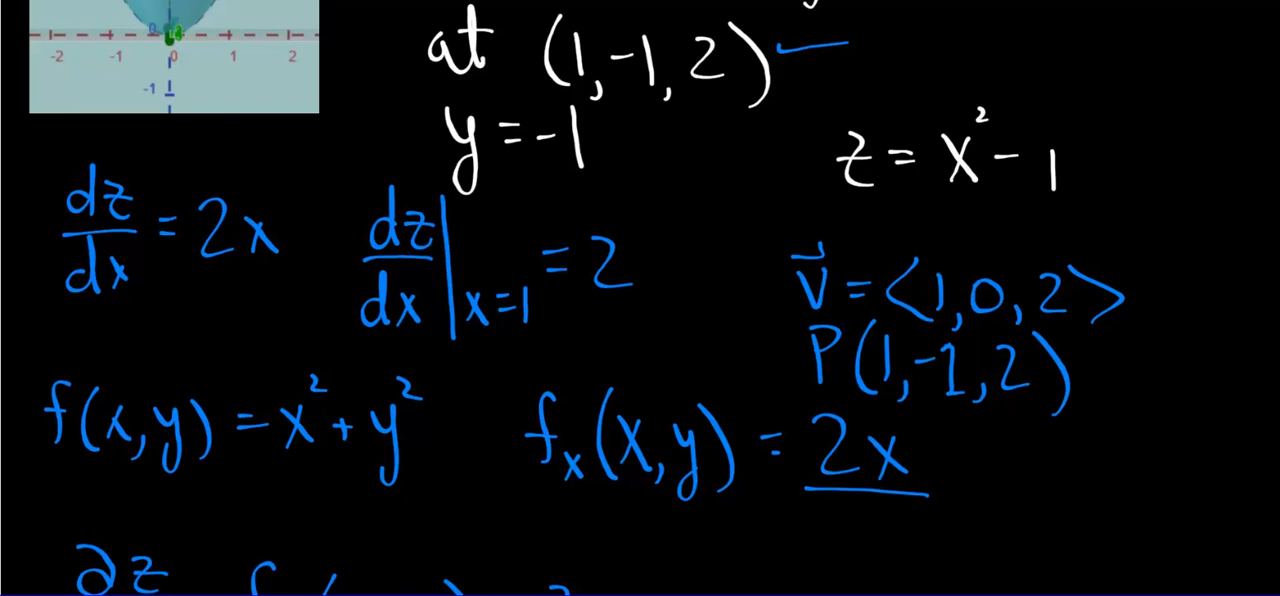 0
-2 -1 0 1 2
-1
at (1,-1,2)
y=-1
z = x² - 1
dz/dx = 2x
dz/dx|x=1 = 2
v⃗ = <1,0,2>
P(1,-1,2)
f(x,y) = x² + y²
fₓ(x,y) = 2x
∂z